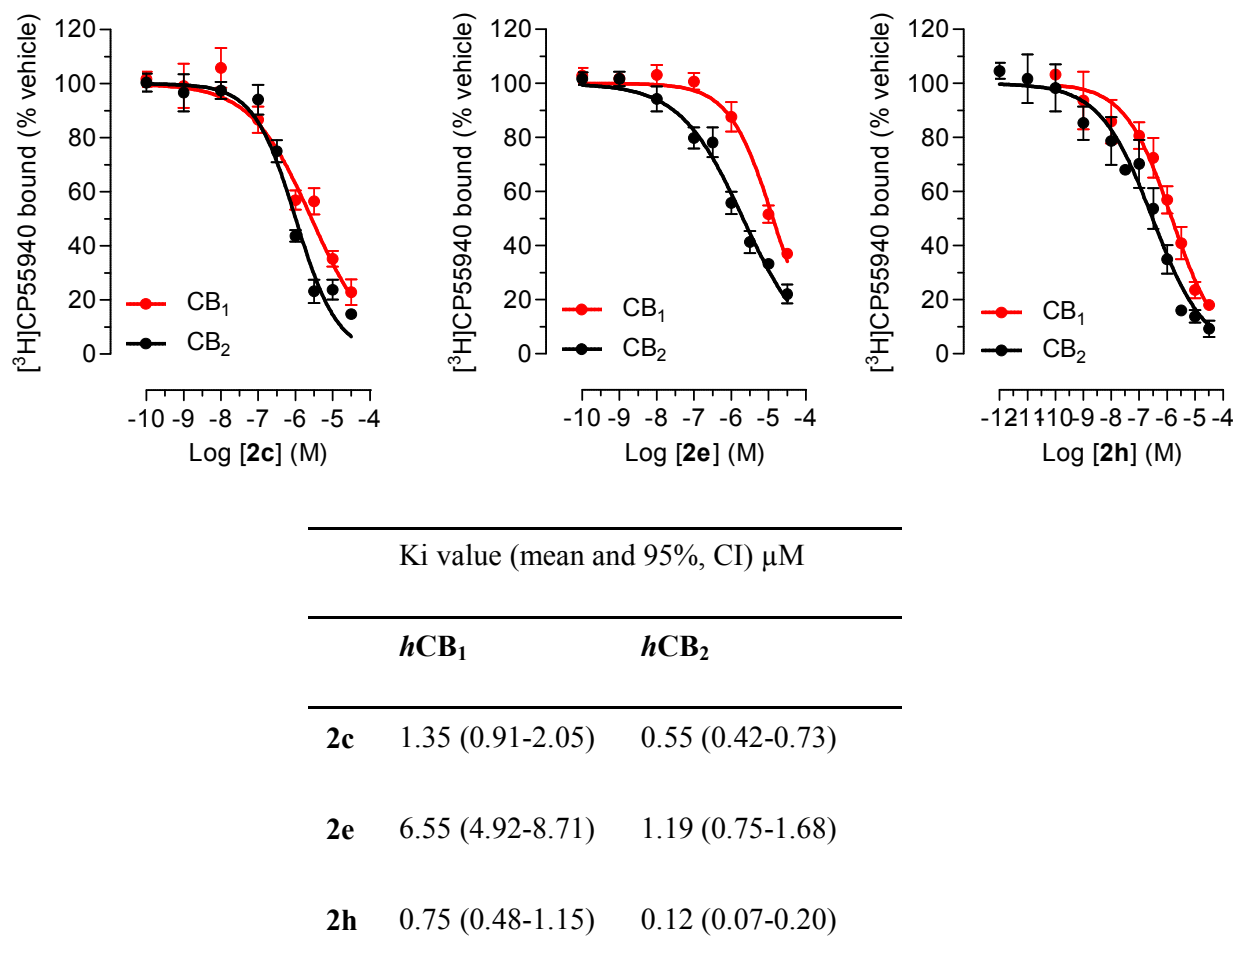 [³H]CP55940 bound (% vehicle)
120
100
80
60
40
20
0
CB₁
CB₂
-10 -9 -8 -7 -6 -5 -4
Log [2c] (M)
[³H]CP55940 bound (% vehicle)
120
100
80
60
40
20
0
CB₁
CB₂
-10 -9 -8 -7 -6 -5 -4
Log [2e] (M)
[³H]CP55940 bound (% vehicle)
120
100
80
60
40
20
0
CB₁
CB₂
-12 -11 -10 -9 -8 -7 -6 -5 -4
Log [2h] (M)
Ki value (mean and 95%, CI) µM
hCB₁ hCB₂
2c 1.35 (0.91-2.05) 0.55 (0.42-0.73)
2e 6.55 (4.92-8.71) 1.19 (0.75-1.68)
2h 0.75 (0.48-1.15) 0.12 (0.07-0.20)